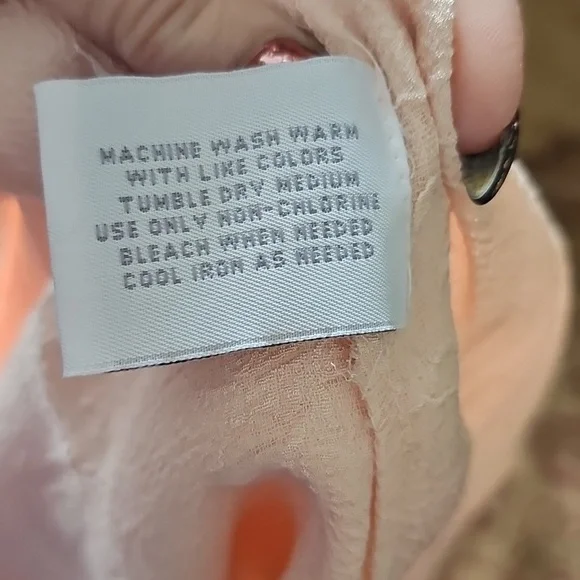 MACHINE WASH WARM
WITH LIKE COLORS
TUMBLE DRY MEDIUM
USE ONLY NON-CHLORINE
BLEACH WHEN NEEDED
COOL IRON AS NEEDED